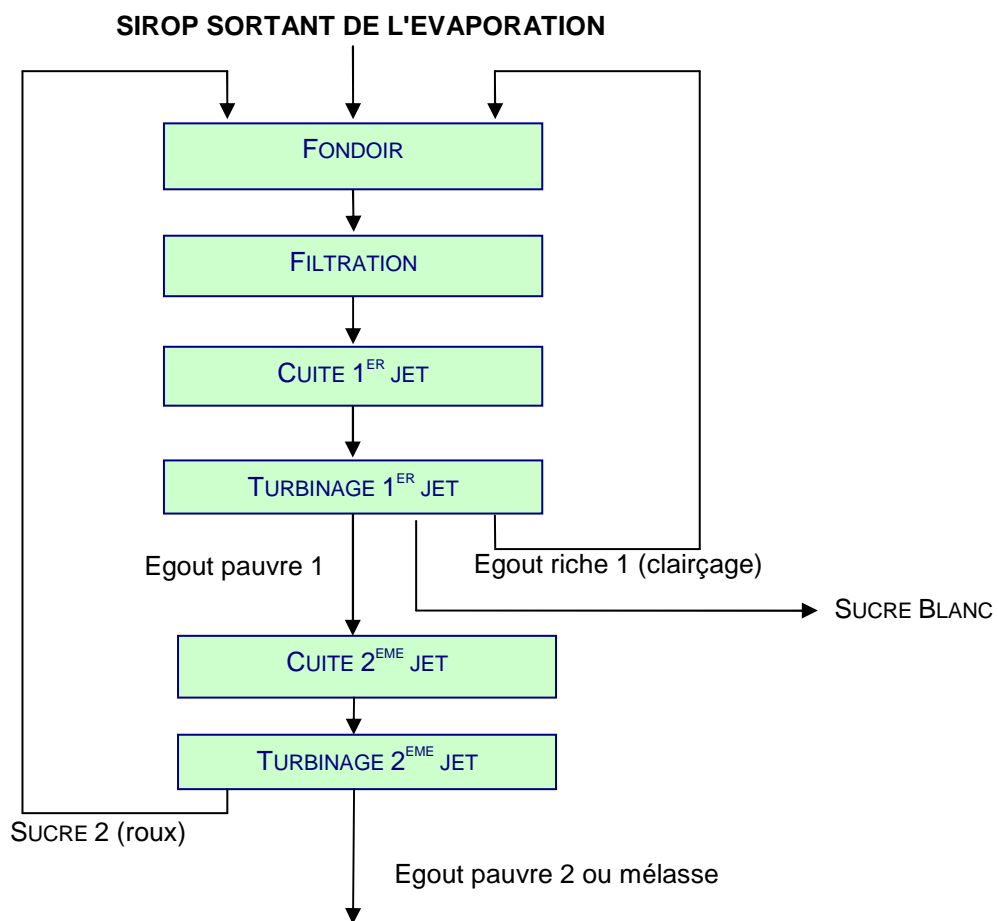 SIROP SORTANT DE L'EVAPORATION
FONDOIR
FILTRATION
CUITE 1ER JET
TURBINAGE 1ER JET
Egout pauvre 1
Egout riche 1 (clairçage)
SUCRE BLANC
CUITE 2EME JET
TURBINAGE 2EME JET
SUCRE 2 (roux)
Egout pauvre 2 ou mélasse